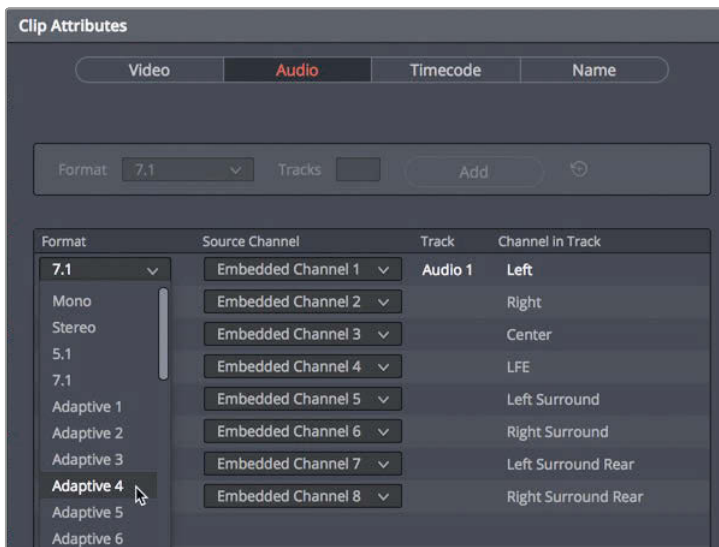 Clip Attributes
Video Audio Timecode Name
Format 7.1 Tracks Add
Format Source Channel Track Channel in Track
7.1 Embedded Channel 1 Audio 1 Left
Mono Embedded Channel 2 Right
Stereo Embedded Channel 3 Center
5.1 Embedded Channel 4 LFE
7.1
Adaptive 1 Embedded Channel 5 Left Surround
Adaptive 2 Embedded Channel 6 Right Surround
Adaptive 3 Embedded Channel 7 Left Surround Rear
Adaptive 4 Embedded Channel 8 Right Surround Rear
Adaptive 5
Adaptive 6